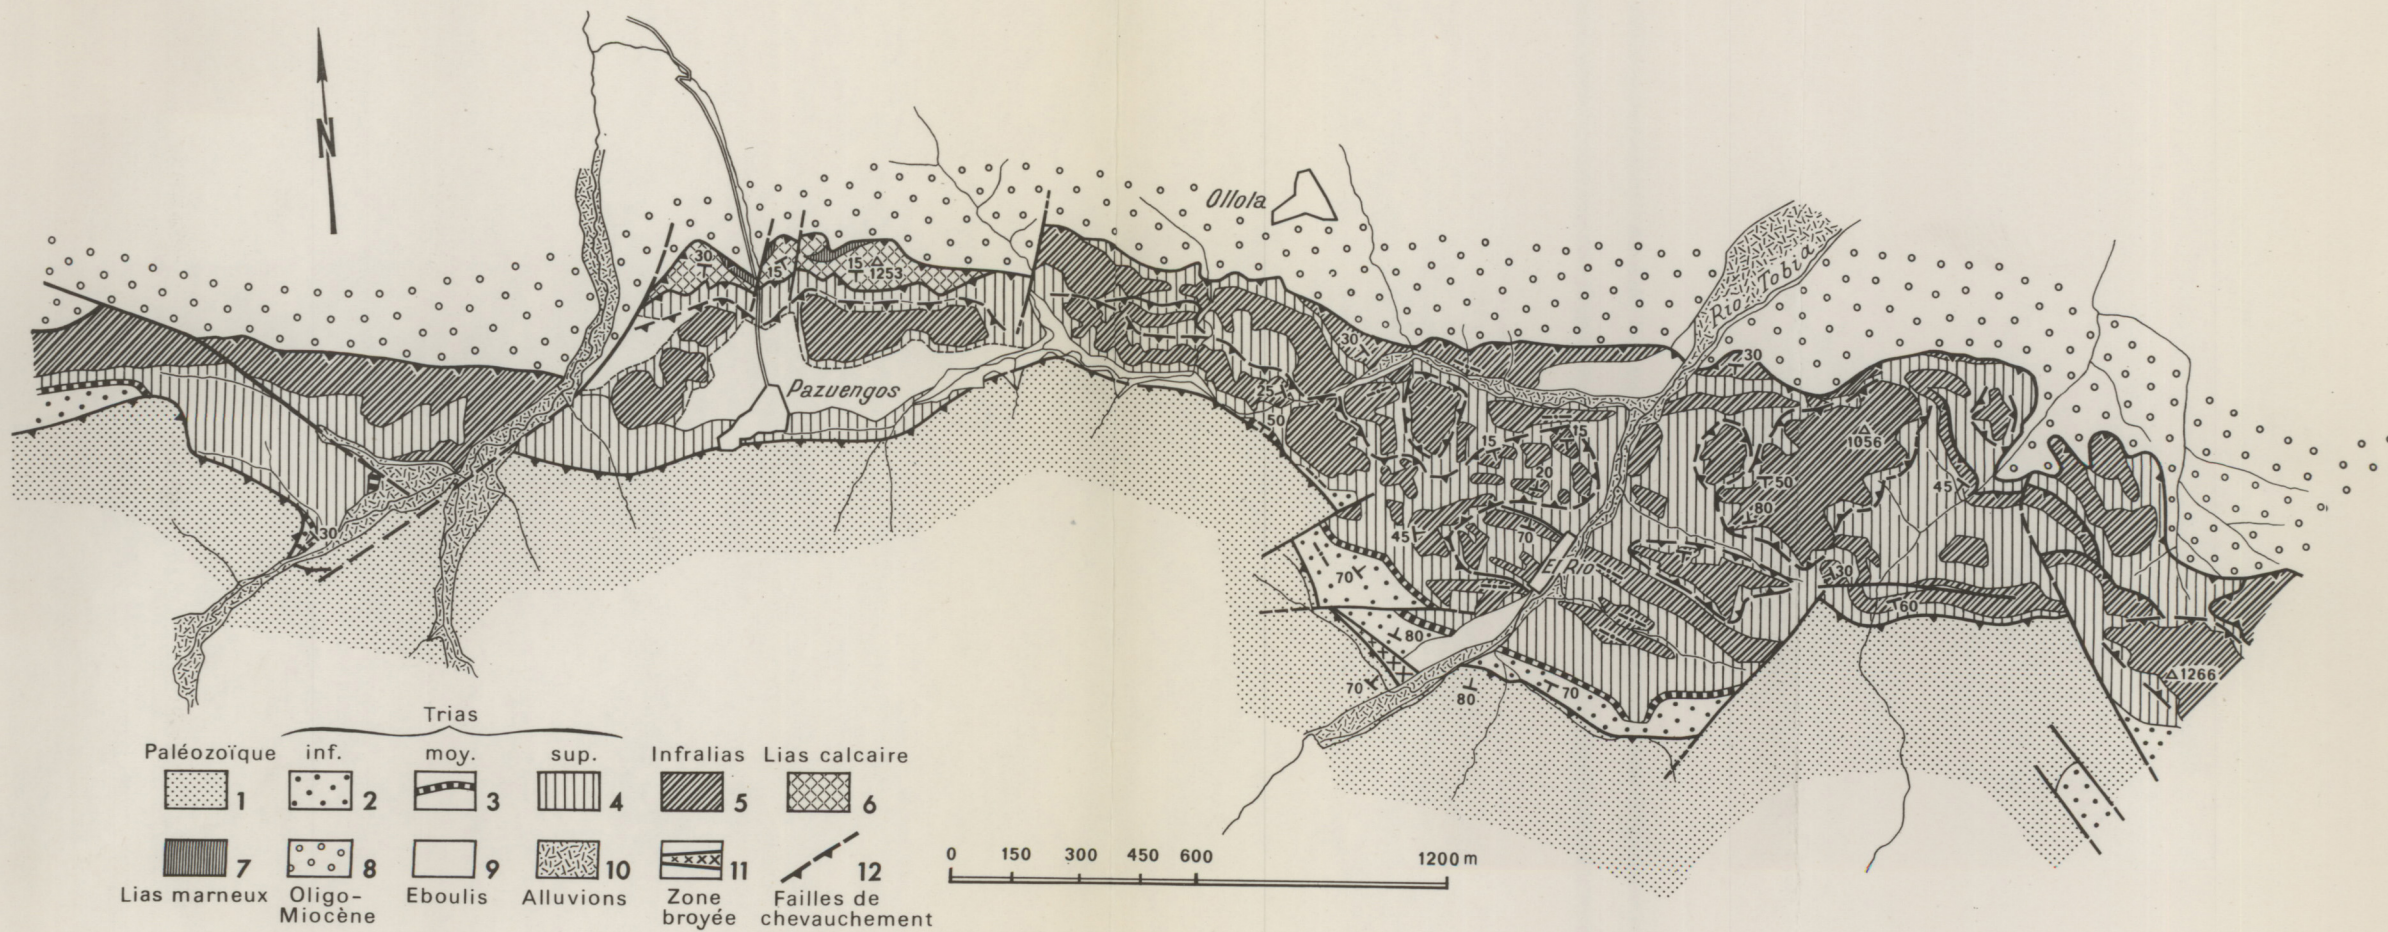 N
Ollola
Rio Tobia
30
15
15
1253
30
30
Pazuengos
25
50
15
15
20
1056
50
80
45
30
45
70
El Rio
30
60
70
80
70
80
70
1266
Trias
Paléozoïque inf. moy. sup. Infralias Lias calcaire
1 2 3 4 5 6
7 8 9 10 11 12
Lias marneux Oligo-Miocène Eboulis Alluvions Zone broyée Failles de chevauchement
0 150 300 450 600 1200 m